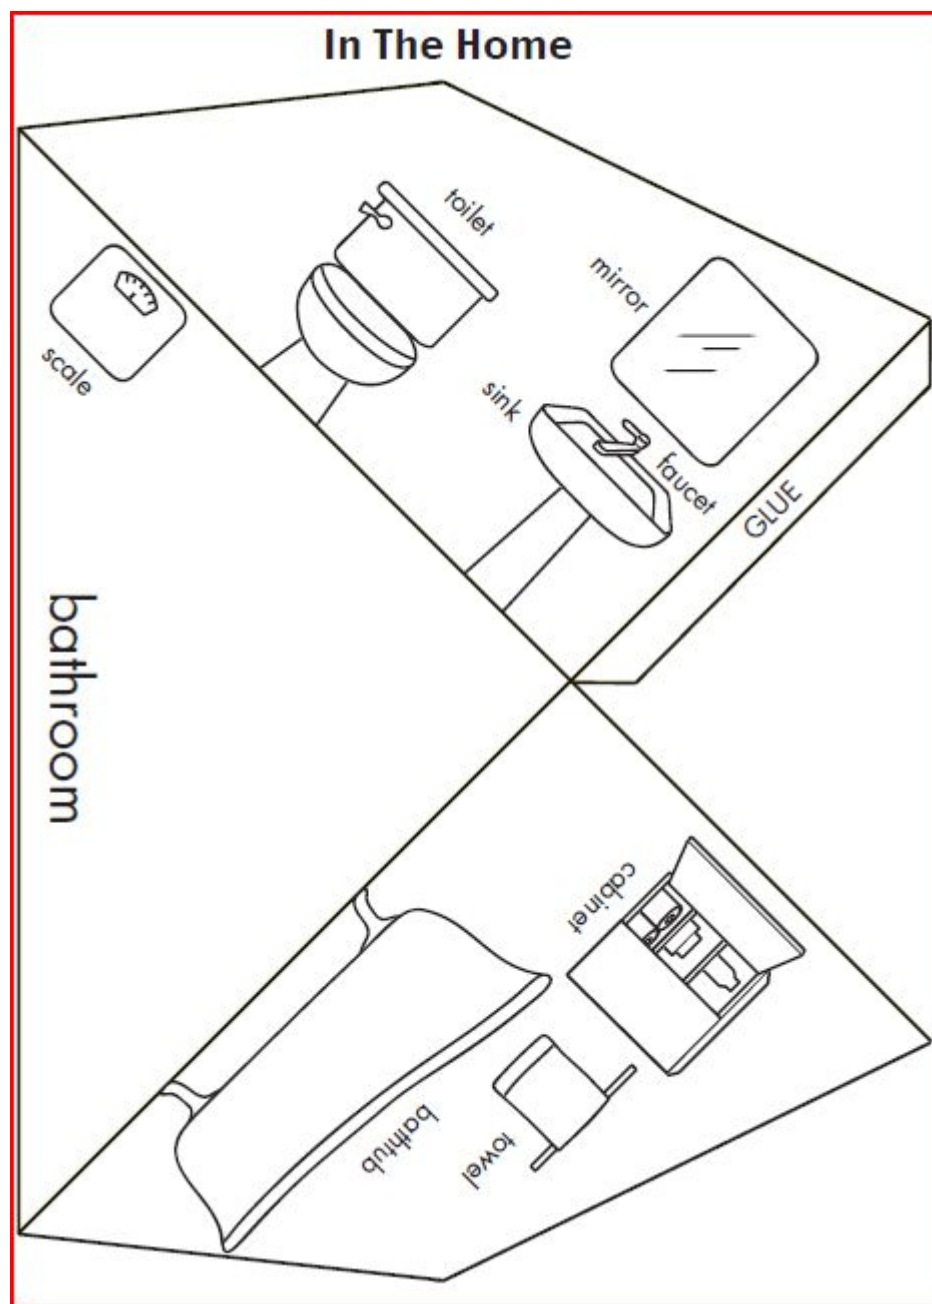 In The Home
toilet
mirror
scale
sink
faucet
GLUE
bathroom
cabinet
bathtub
towel